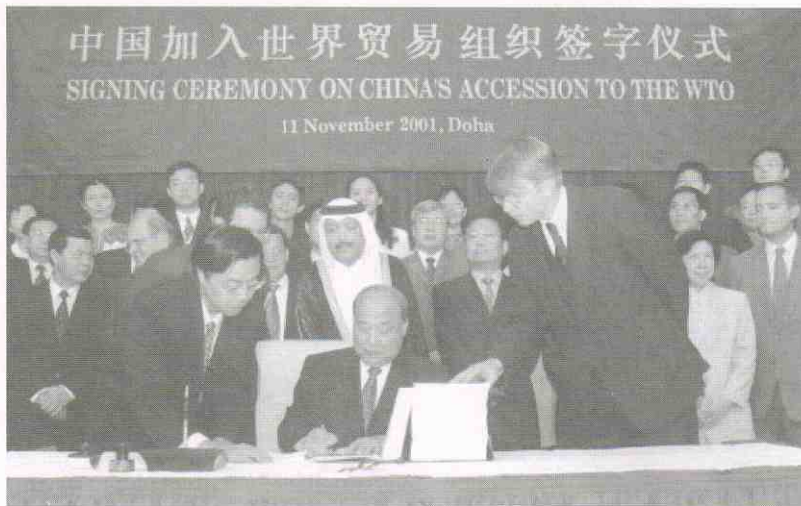 中国加入世界贸易组织签字仪式
SIGNING CEREMONY ON CHINA'S ACCESSION TO THE WTO
11 November 2001, Doha